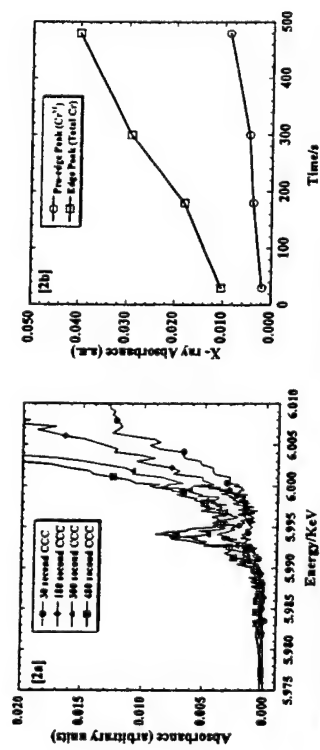 [2a]
30 second CCC
180 second CCC
300 second CCC
480 second CCC
Absorbance (arbitrary units)
0.020
0.015
0.010
0.005
0.000
5.975
5.980
5.985
5.990
5.995
6.000
6.005
6.010
Energy/KeV
[2b]
Pre-edge Peak
Edge Peak (Total Cr)
X-ray Absorbance (a.u.)
0.050
0.040
0.030
0.020
0.010
0.000
0
100
200
300
400
500
Time/s